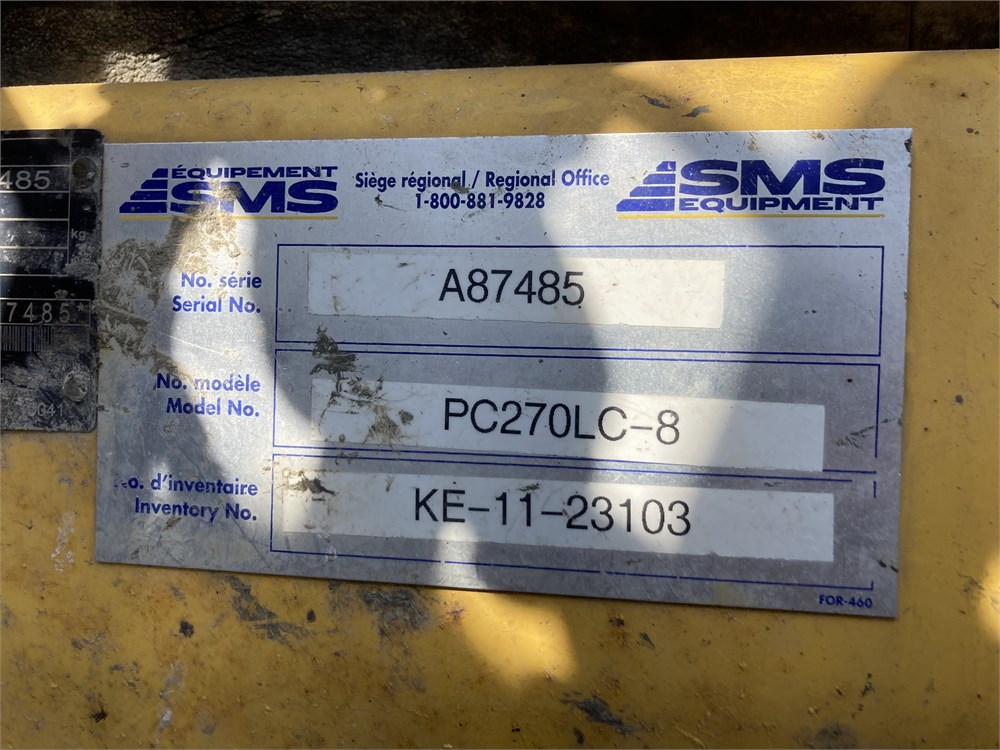 485
kg
7485*
ÉQUIPEMENT
SMS
Siège régional / Regional Office
1-800-881-9828
SMS
EQUIPMENT
No. série
Serial No.
A87485
No. modèle
Model No.
PC270LC-8
o. d'inventaire
Inventory No.
KE-11-23103
FOR-460